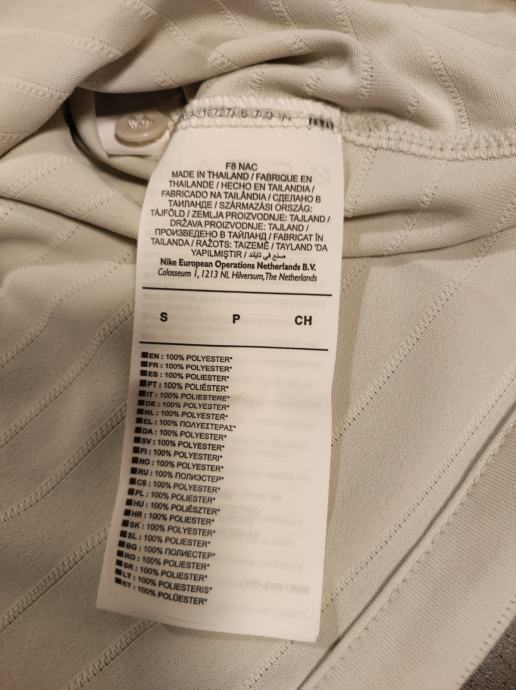 F8 NAC
MADE IN THAILAND / FABRIQUE EN
THAILANDE / HECHO EN TAILANDIA /
FABRICADO NA TAILÂNDIA / СДЕЛАНО В
ТАИЛАНДЕ / SZÁRMAZÁSI ORSZÁG:
TÁJFÖLD / ZEMLJA PROIZVODNJE: TAJLAND /
DRŽAVA PROIZVODNJE: TAJLAND /
ПРОИЗВЕДЕНО В ТАЙЛАНД / FABRICAT ÎN
TAILANDA / RAŽOTS: TAIZEMĒ / TAYLAND 'DA
YAPILMIŞTIR / صنع في تايلند
Nike European Operations Netherlands B.V.
Colosseum 1, 1213 NL Hilversum, The Netherlands
S P CH
EN : 100% POLYESTER*
FR : 100% POLYESTER*
ES : 100% POLIESTER*
PT : 100% POLIÉSTER*
IT : 100% POLIESTERE*
DE : 100% POLYESTER*
NL : 100% POLYESTER*
EL : 100% ΠΟΛΥΕΣΤΕΡΑΣ*
DA : 100% POLYESTER*
SV : 100% POLYESTER*
FI : 100% POLYESTERI*
NO : 100% POLYESTER*
RU : 100% ПОЛИЭСТЕР*
CS : 100% POLYESTER*
PL : 100% POLIESTER*
HU : 100% POLIÉSZTER*
HR : 100% POLIESTER*
SK : 100% POLYESTER*
SL : 100% POLIESTER*
BG : 100% ПОЛИЕСТЕР*
RO : 100% POLIESTER*
SR : 100% POLIESTER*
LT : 100% POLIESTERIS*
ET : 100% POLÜESTER*